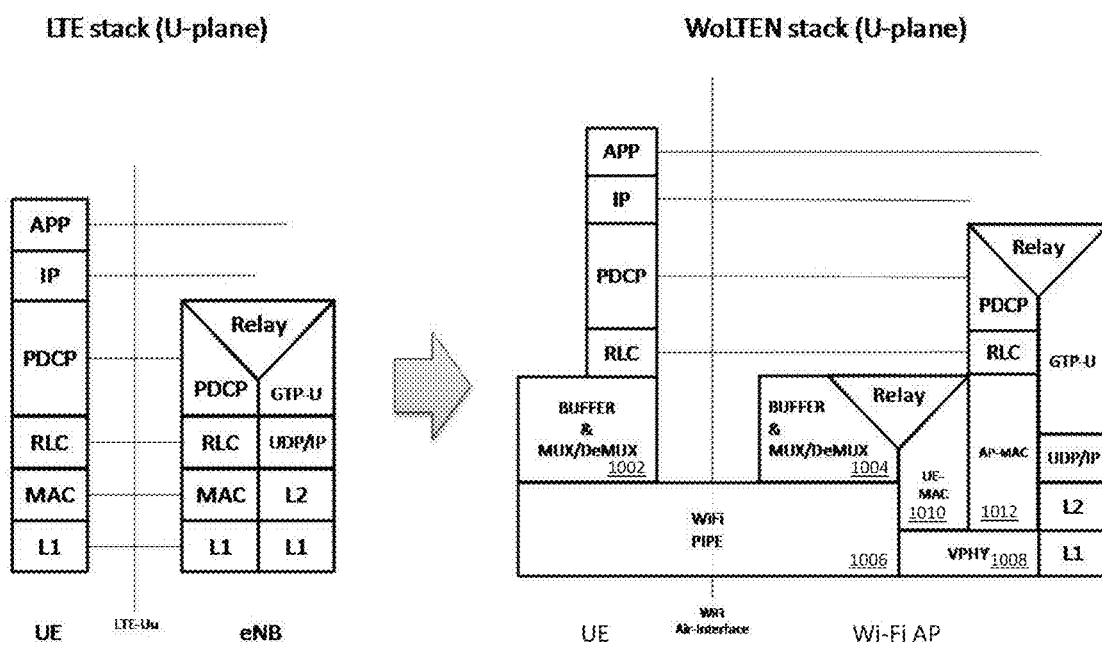 LTE stack (U-plane)
WoLTEN stack (U-plane)
APP
IP
PDCP
RLC
MAC
L1
Relay
PDCP
GTP-U
RLC
UDP/IP
MAC
L2
L1
L1
UE
LTE-Uu
eNB
APP
IP
PDCP
RLC
BUFFER
&
MUX/DeMUX
1002
BUFFER
&
MUX/DeMUX
1004
Relay
UE-
MAC
1010
Relay
PDCP
RLC
AP-MAC
1012
GTP-U
UDP/IP
L2
L1
WiFi
PIPE
1006
VPHY 1008
UE
WiFi
Air-Interface
Wi-Fi AP